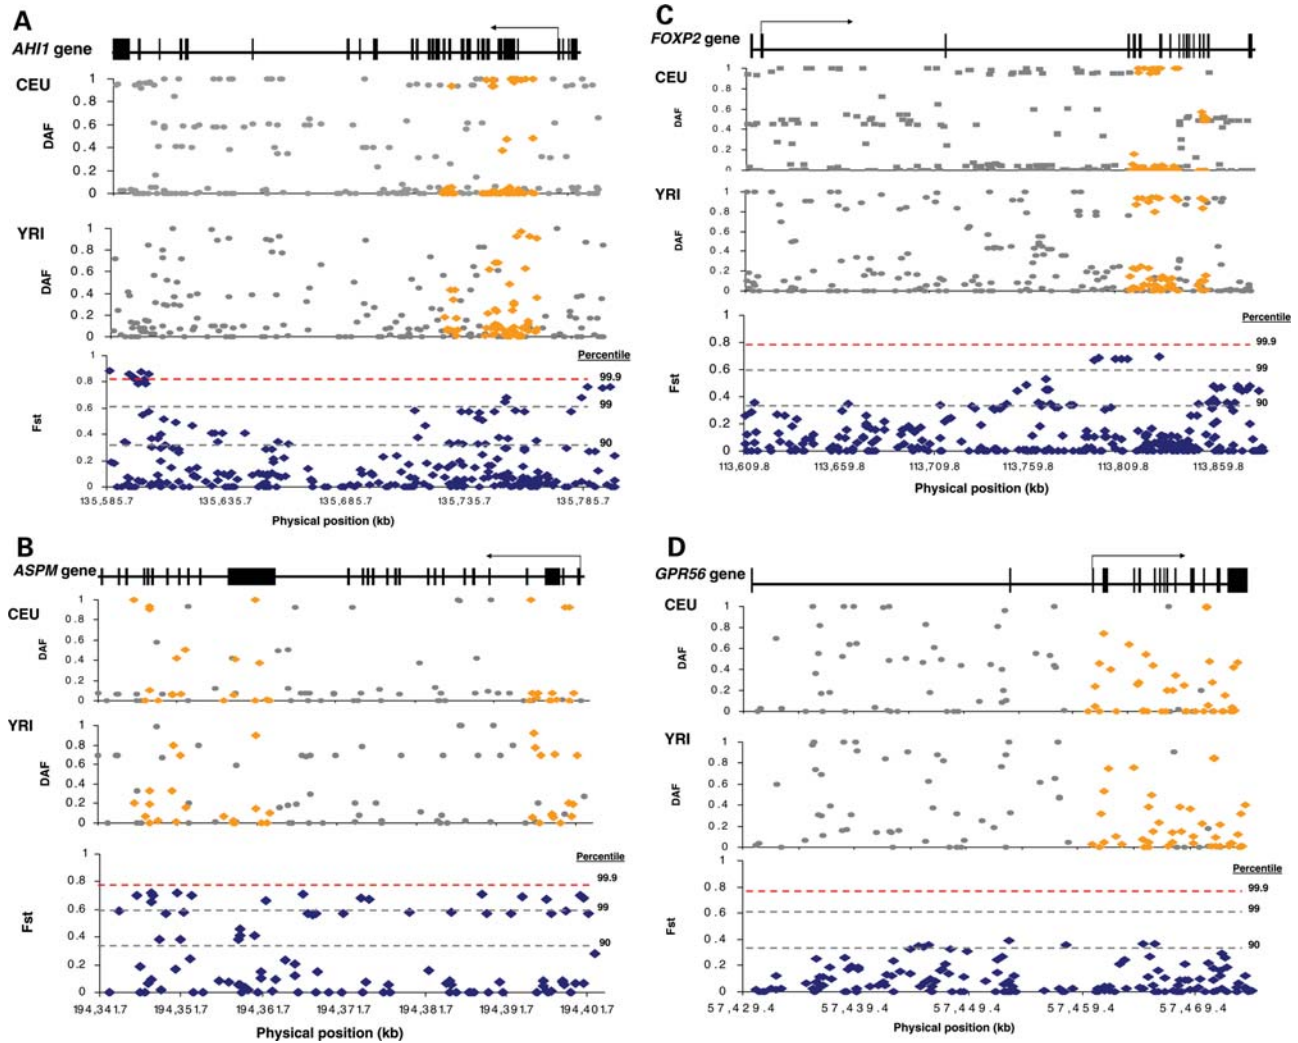 A
AHI1 gene
CEU
1
0.8
0.6
0.4
0.2
0
DAF
YRI
1
0.8
0.6
0.4
0.2
0
DAF
Percentile
1
0.8
0.6
0.4
0.2
0
Fst
99.9
99
90
135,585.7 135,635.7 135,685.7 135,735.7 135,785.7
Physical position (kb)
B
ASPM gene
CEU
1
0.8
0.6
0.4
0.2
0
DAF
YRI
1
0.8
0.6
0.4
0.2
0
DAF
Percentile
1
0.8
0.6
0.4
0.2
0
Fst
99.9
99
90
194,341.7 194,351.7 194,361.7 194,371.7 194,381.7 194,391.7 194,401.7
Physical position (kb)
C
FOXP2 gene
CEU
1
0.8
0.6
0.4
0.2
0
DAF
YRI
1
0.8
0.6
0.4
0.2
0
DAF
Percentile
1
0.8
0.6
0.4
0.2
0
Fst
99.9
99
90
113,609.8 113,659.8 113,709.8 113,759.8 113,809.8 113,859.8
Physical position (kb)
D
GPR56 gene
CEU
1
0.8
0.6
0.4
0.2
0
DAF
YRI
1
0.8
0.6
0.4
0.2
0
DAF
Percentile
1
0.8
0.6
0.4
0.2
0
Fst
99.9
99
90
57,429.4 57,439.4 57,449.4 57,459.4 57,469.4
Physical position (kb)